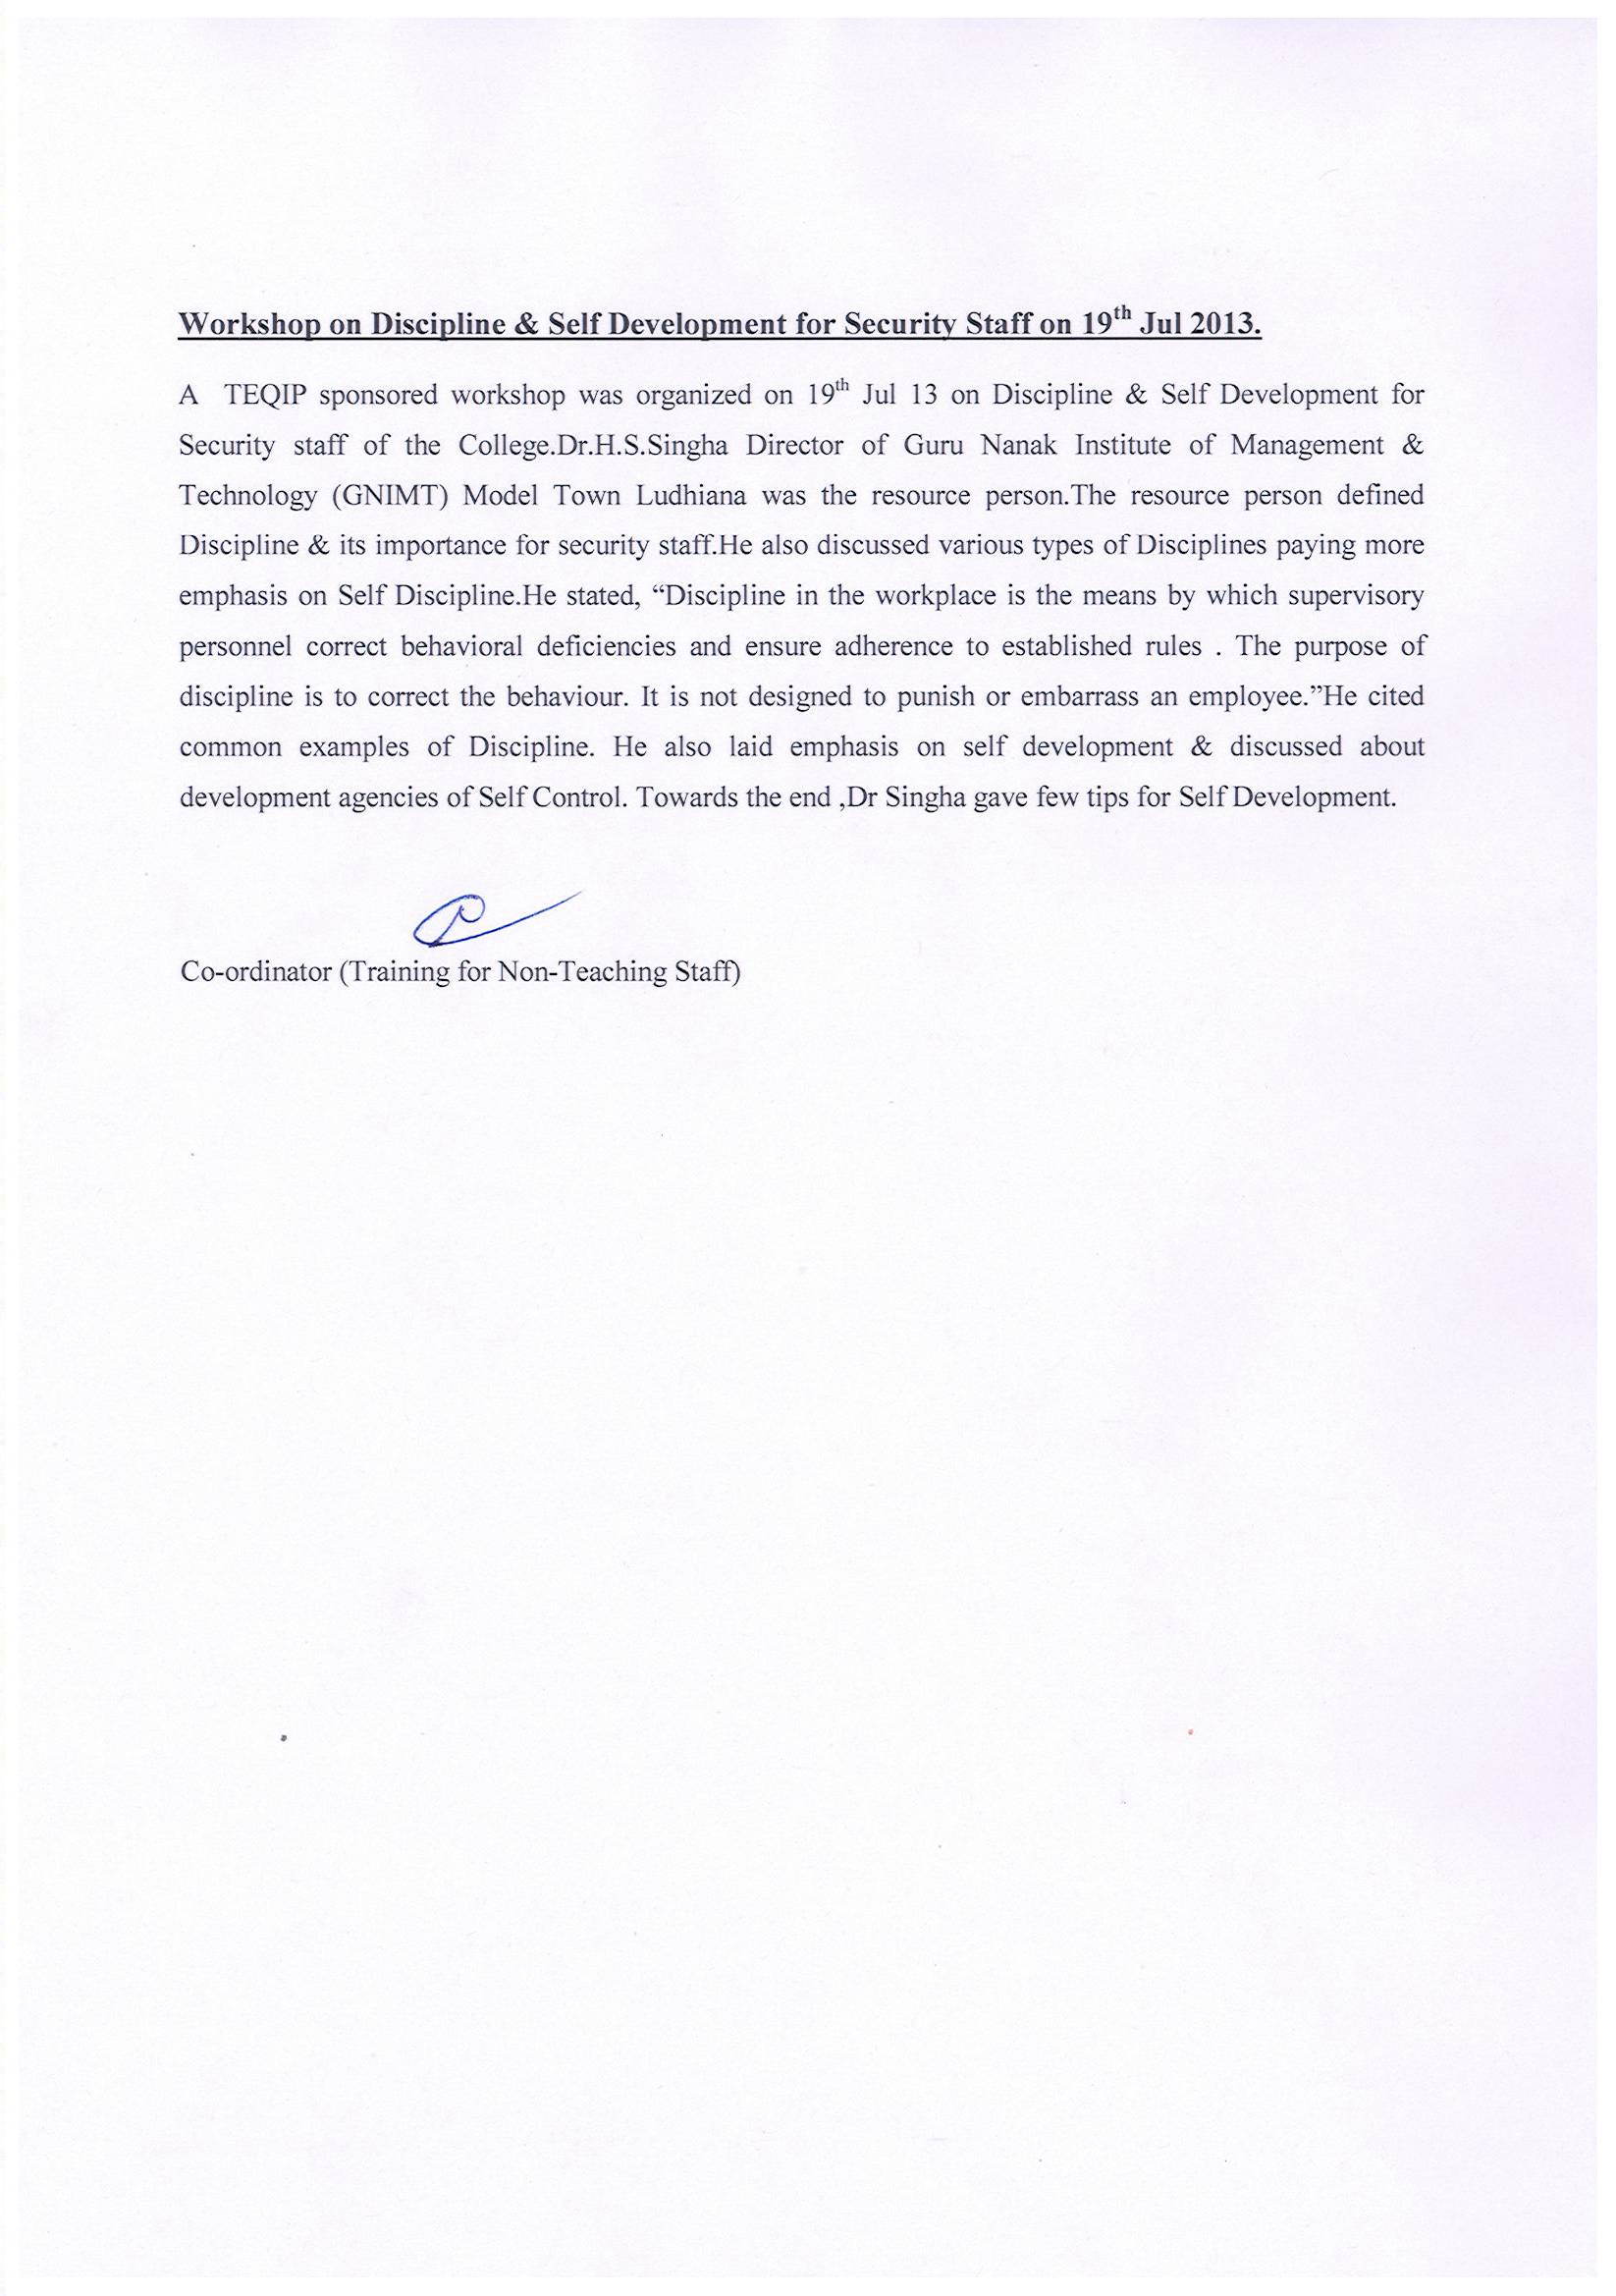 Workshop on Discipline & Self Development for Security Staff on 19th Jul 2013.
A TEQIP sponsored workshop was organized on 19th Jul 13 on Discipline & Self Development for
Security staff of the College.Dr.H.S.Singha Director of Guru Nanak Institute of Management &
Technology (GNIMT) Model Town Ludhiana was the resource person.The resource person defined
Discipline & its importance for security staff.He also discussed various types of Disciplines paying more
emphasis on Self Discipline.He stated, “Discipline in the workplace is the means by which supervisory
personnel correct behavioral deficiencies and ensure adherence to established rules . The purpose of
discipline is to correct the behaviour. It is not designed to punish or embarrass an employee.”He cited
common examples of Discipline. He also laid emphasis on self development & discussed about
development agencies of Self Control. Towards the end ,Dr Singha gave few tips for Self Development.
Co-ordinator (Training for Non-Teaching Staff)